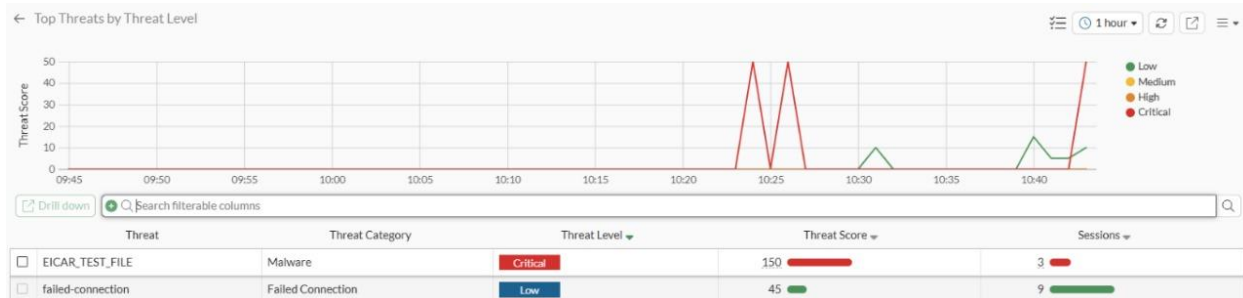 Top Threats by Threat Level
1 hour
50
40
30
20
10
0
Threat Score
09:45 09:50 09:55 10:00 10:05 10:10 10:15 10:20 10:25 10:30 10:35 10:40
Low
Medium
High
Critical
Drill down Search filterable columns
Threat Threat Category Threat Level Threat Score Sessions
EICAR_TEST_FILE Malware Critical 150 3
failed-connection Failed Connection Low 45 9